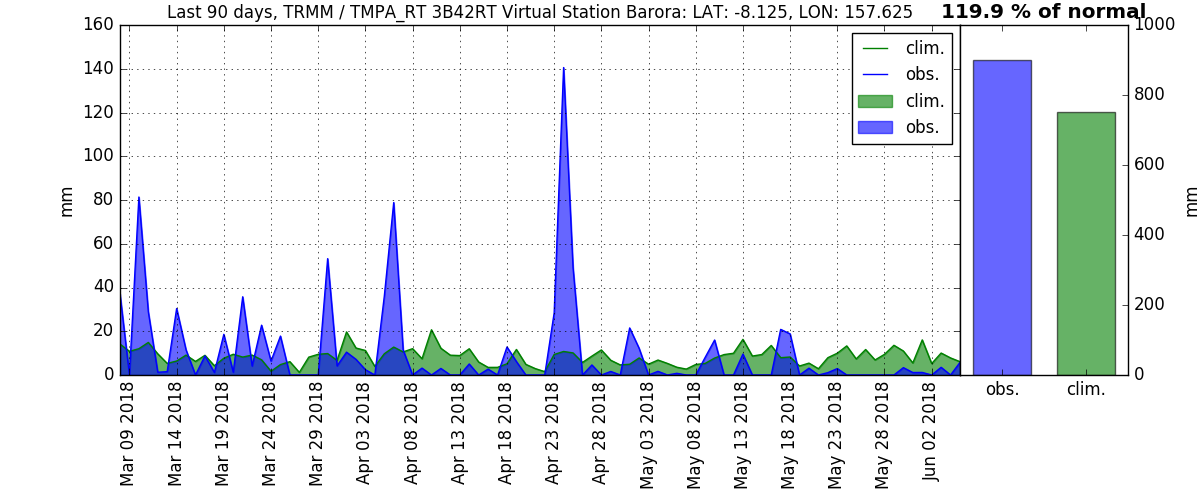 Last 90 days, TRMM / TMPA_RT 3B42RT Virtual Station Barora: LAT: -8.125, LON: 157.625
119.9 % of normal
160
140
120
100
80
60
40
20
0
mm
clim.
obs.
clim.
obs.
Mar 09 2018
Mar 14 2018
Mar 19 2018
Mar 24 2018
Mar 29 2018
Apr 03 2018
Apr 08 2018
Apr 13 2018
Apr 18 2018
Apr 23 2018
Apr 28 2018
May 03 2018
May 08 2018
May 13 2018
May 18 2018
May 23 2018
May 28 2018
Jun 02 2018
1000
800
600
400
200
0
mm
obs.
clim.